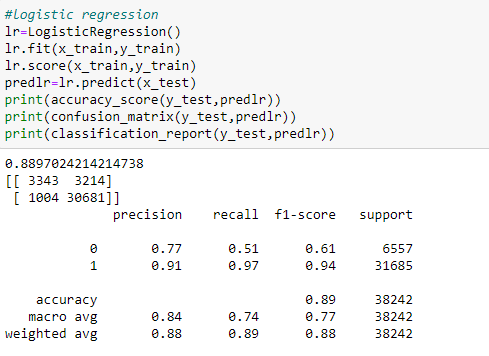 #logistic regression
lr=LogisticRegression()
lr.fit(x_train,y_train)
lr.score(x_train,y_train)
predlr=lr.predict(x_test)
print(accuracy_score(y_test,predlr))
print(confusion_matrix(y_test,predlr))
print(classification_report(y_test,predlr))
0.8897024214214738
[[ 3343  3214]
 [ 1004 30681]]
              precision    recall  f1-score   support
           0       0.77      0.51      0.61      6557
           1       0.91      0.97      0.94     31685
    accuracy                           0.89     38242
   macro avg       0.84      0.74      0.77     38242
weighted avg       0.88      0.89      0.88     38242